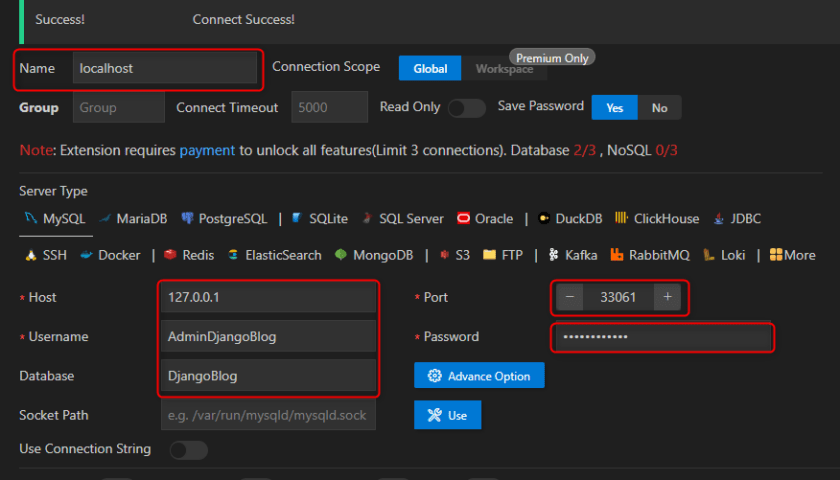 Success! Connect Success!
Name localhost Connection Scope Global Workspace Premium Only
Group Group Connect Timeout 5000 Read Only Save Password Yes No
Note: Extension requires payment to unlock all features(Limit 3 connections). Database 2/3 , NoSQL 0/3
Server Type
MySQL MariaDB PostgreSQL | SQLite SQL Server Oracle | DuckDB ClickHouse JDBC
SSH Docker | Redis ElasticSearch MongoDB | S3 FTP | Kafka RabbitMQ Loki | More
* Host 127.0.0.1 * Port − 33061 +
* Username AdminDjangoBlog * Password ••••••••••••
Database DjangoBlog Advance Option
Socket Path e.g. /var/run/mysqld/mysqld.sock Use
Use Connection String